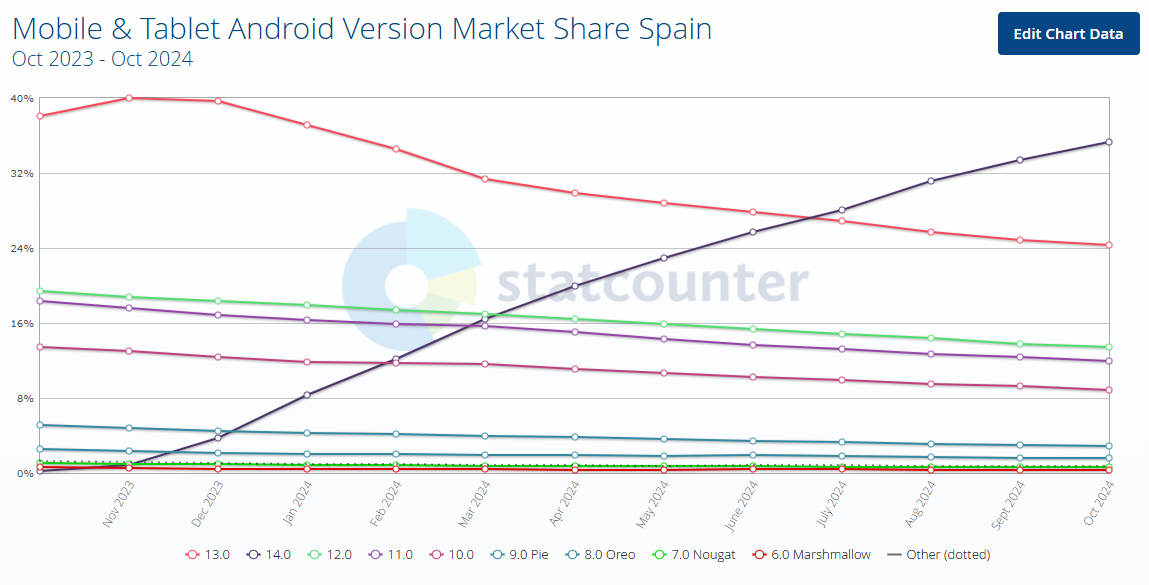 Mobile & Tablet Android Version Market Share Spain
Oct 2023 - Oct 2024
Edit Chart Data
40%
32%
24%
16%
8%
0%
statcounter
Nov 2023
Dec 2023
Jan 2024
Feb 2024
Mar 2024
Apr 2024
May 2024
June 2024
July 2024
Aug 2024
Sept 2024
Oct 2024
13.0 14.0 12.0 11.0 10.0 9.0 Pie 8.0 Oreo 7.0 Nougat 6.0 Marshmallow Other (dotted)